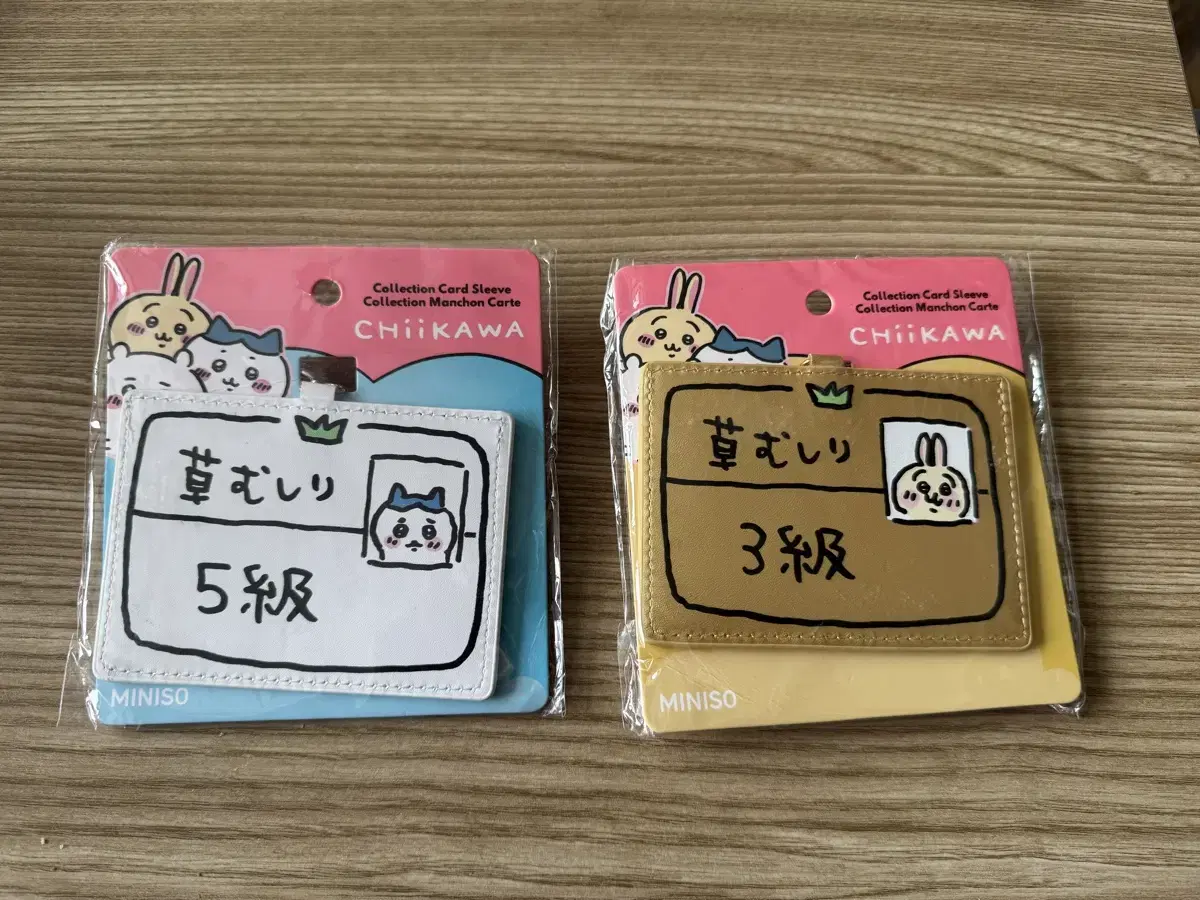 Collection Card Sleeve
Collection Manchon Carte
CHiiKAWA
草むしり
5級
MINISO
Collection Card Sleeve
Collection Manchon Carte
CHiiKAWA
草むしり
3級
MINISO